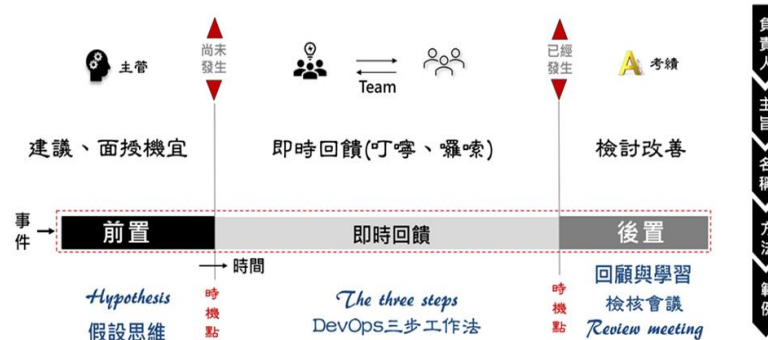 尚未
發生
已經
發生
主管
Team
A 考績
建議、面授機宜
即時回饋(叮嚀、囉嗦)
檢討改善
事件
前置
即時回饋
後置
時間
Hypothesis
假設思維
時機點
The three steps
DevOps三步工作法
時機點
回顧與學習
檢核會議
Review meeting
負責人
主旨
名稱
方法
範例